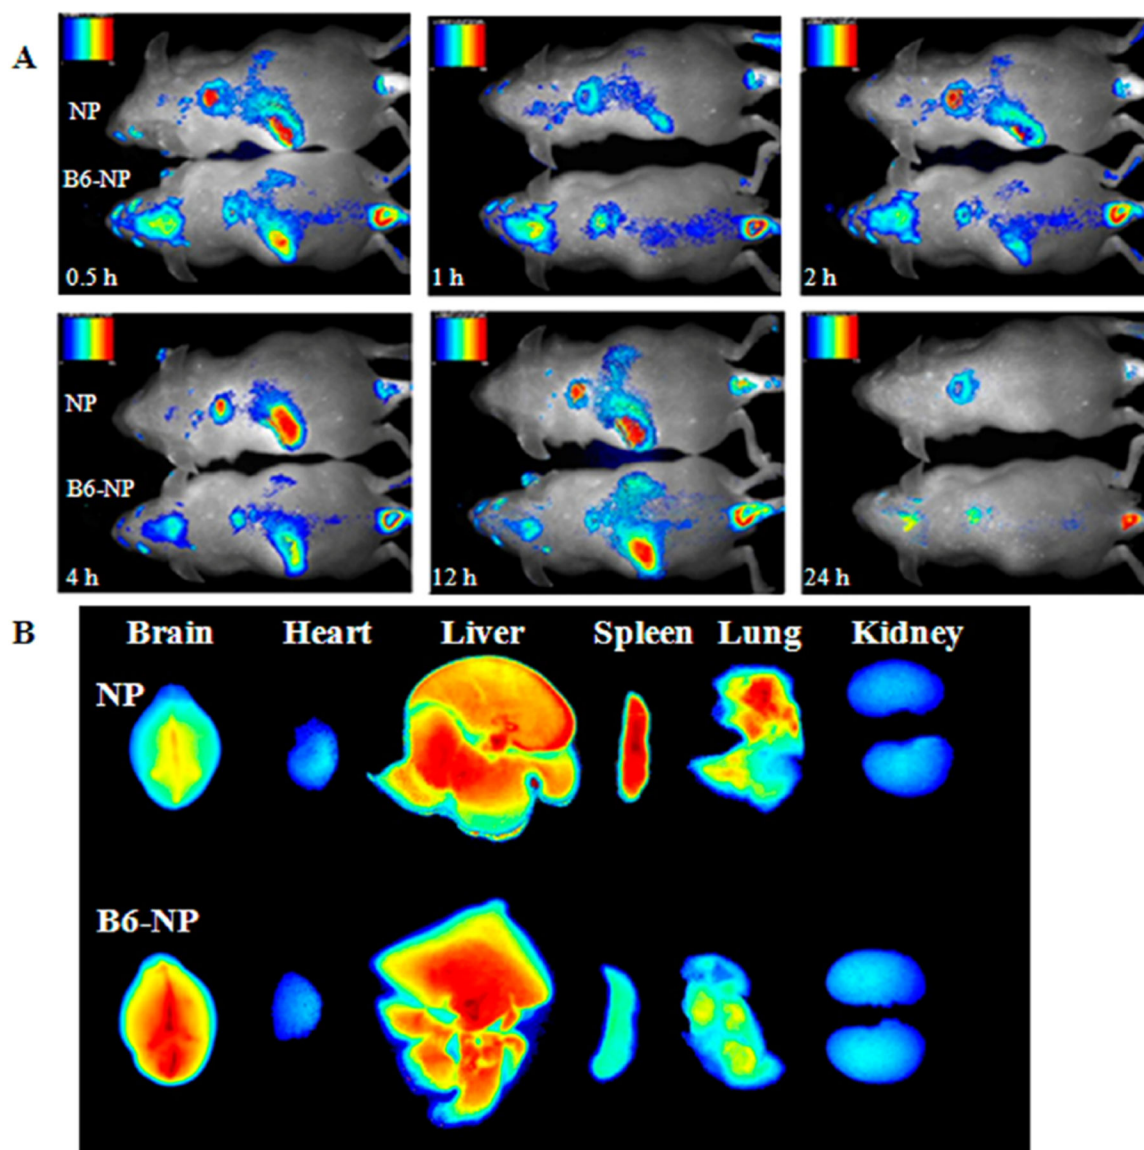 A
NP
B6-NP
0.5 h
1 h
2 h
NP
B6-NP
4 h
12 h
24 h
B
Brain Heart Liver Spleen Lung Kidney
NP
B6-NP